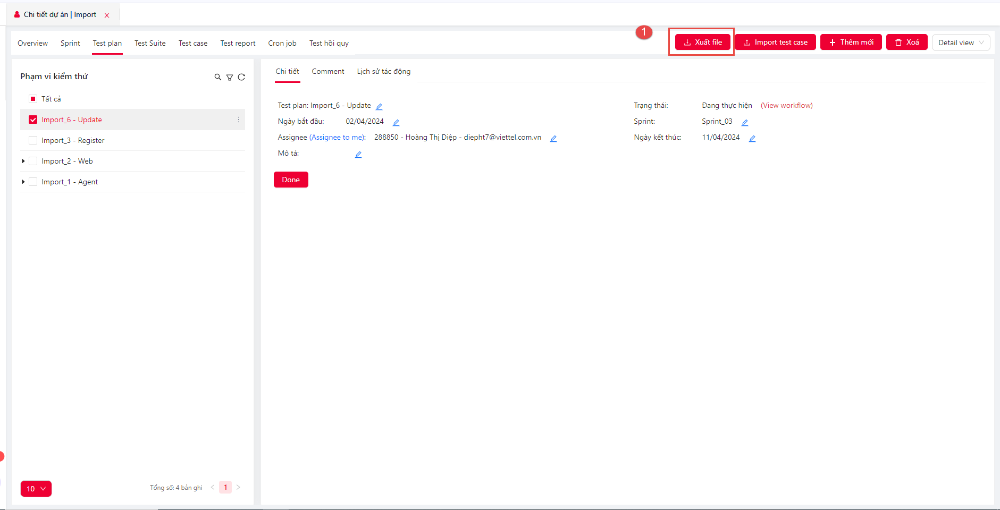 Chi tiết dự án | Import
Overview Sprint Test plan Test Suite Test case Test report Cron job Test hồi quy
1
Xuất file Import test case Thêm mới Xoá Detail view
Phạm vi kiểm thử
Tất cả
Import_6 - Update
Import_3 - Register
Import_2 - Web
Import_1 - Agent
10
Tổng số: 4 bản ghi 1
Chi tiết Comment Lịch sử tác động
Test plan: Import_6 - Update
Trạng thái: Đang thực hiện (View workflow)
Ngày bắt đầu: 02/04/2024
Sprint: Sprint_03
Assignee (Assignee to me): 288850 - Hoàng Thị Diệp - diepht7@viettel.com.vn
Ngày kết thúc: 11/04/2024
Mô tả:
Done